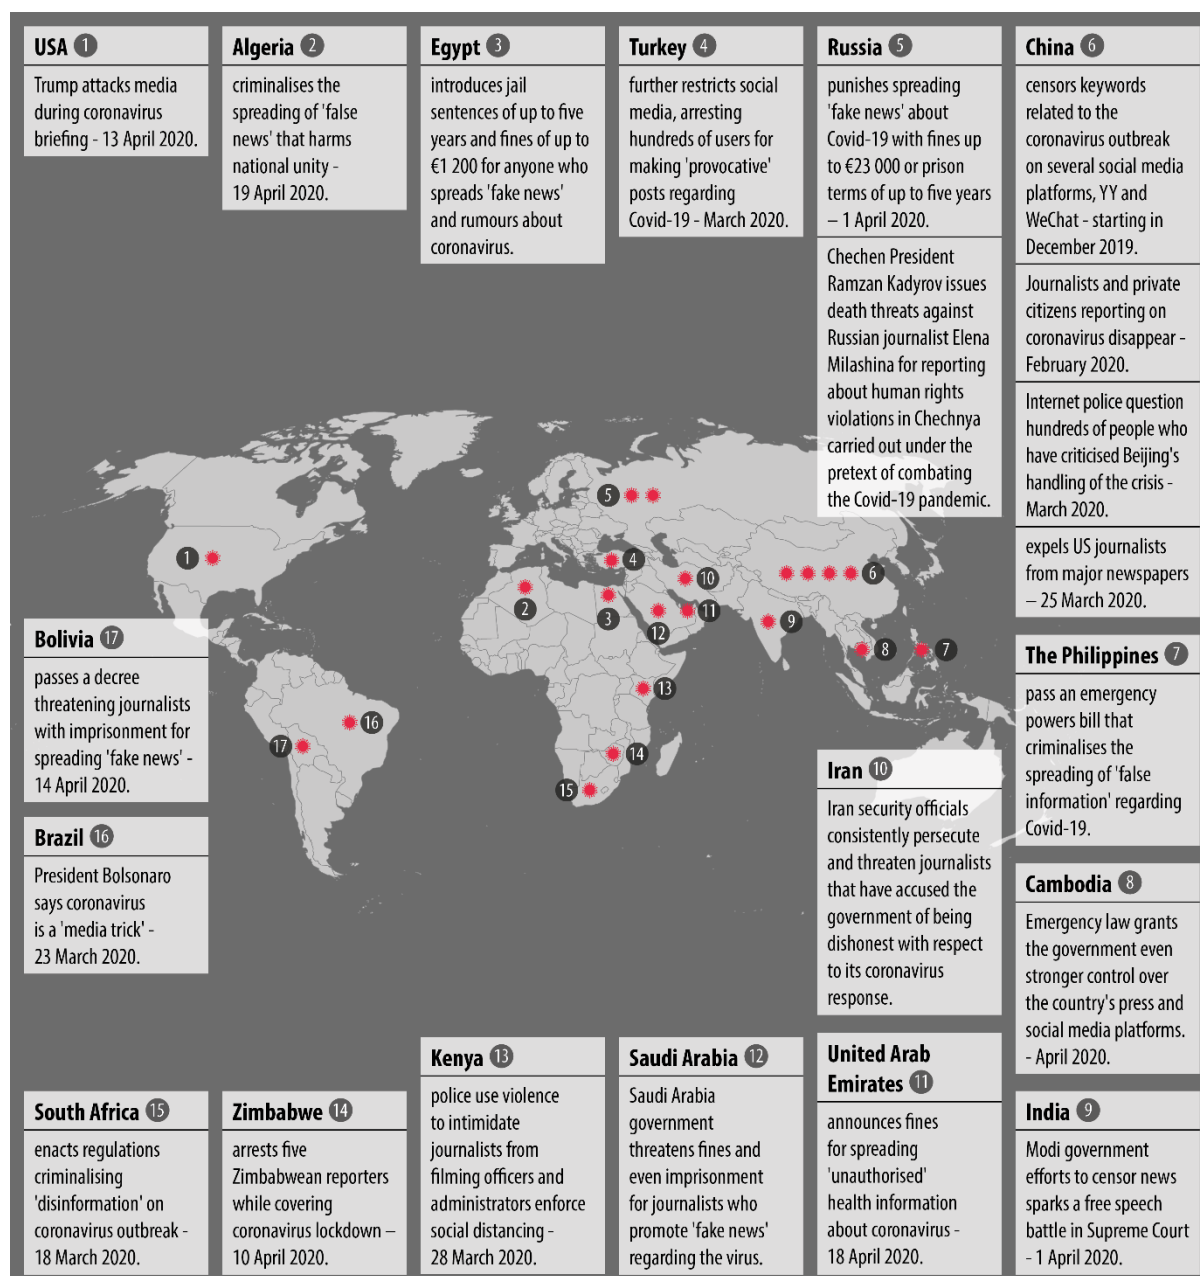 USA 1
Trump attacks media
during coronavirus
briefing - 13 April 2020.
Algeria 2
criminalises the
spreading of 'false
news' that harms
national unity -
19 April 2020.
Egypt 3
introduces jail
sentences of up to five
years and fines of up to
€1 200 for anyone who
spreads 'fake news'
and rumours about
coronavirus.
Turkey 4
further restricts social
media, arresting
hundreds of users for
making 'provocative'
posts regarding
Covid-19 - March 2020.
Russia 5
punishes spreading
'fake news' about
Covid-19 with fines up
to €23 000 or prison
terms of up to five years
– 1 April 2020.
Chechen President
Ramzan Kadyrov issues
death threats against
Russian journalist Elena
Milashina for reporting
about human rights
violations in Chechnya
carried out under the
pretext of combating
the Covid-19 pandemic.
China 6
censors keywords
related to the
coronavirus outbreak
on several social media
platforms, YY and
WeChat - starting in
December 2019.
Journalists and private
citizens reporting on
coronavirus disappear -
February 2020.
Internet police question
hundreds of people who
have criticised Beijing's
handling of the crisis -
March 2020.
expels US journalists
from major newspapers
– 25 March 2020.
5
1
4
10
6
2
3
11
12
9
8
7
13
16
17
14
15
Bolivia 17
passes a decree
threatening journalists
with imprisonment for
spreading 'fake news' -
14 April 2020.
Brazil 16
President Bolsonaro
says coronavirus
is a 'media trick' -
23 March 2020.
The Philippines 7
pass an emergency
powers bill that
criminalises the
spreading of 'false
information' regarding
Covid-19.
Iran 10
Iran security officials
consistently persecute
and threaten journalists
that have accused the
government of being
dishonest with respect
to its coronavirus
response.
Cambodia 8
Emergency law grants
the government even
stronger control over
the country's press and
social media platforms.
- April 2020.
South Africa 15
enacts regulations
criminalising
'disinformation' on
coronavirus outbreak -
18 March 2020.
Zimbabwe 14
arrests five
Zimbabwean reporters
while covering
coronavirus lockdown –
10 April 2020.
Kenya 13
police use violence
to intimidate
journalists from
filming officers and
administrators enforce
social distancing -
28 March 2020.
Saudi Arabia 12
Saudi Arabia
government
threatens fines and
even imprisonment
for journalists who
promote 'fake news'
regarding the virus.
United Arab
Emirates 11
announces fines
for spreading
'unauthorised'
health information
about coronavirus -
18 April 2020.
India 9
Modi government
efforts to censor news
sparks a free speech
battle in Supreme Court
- 1 April 2020.